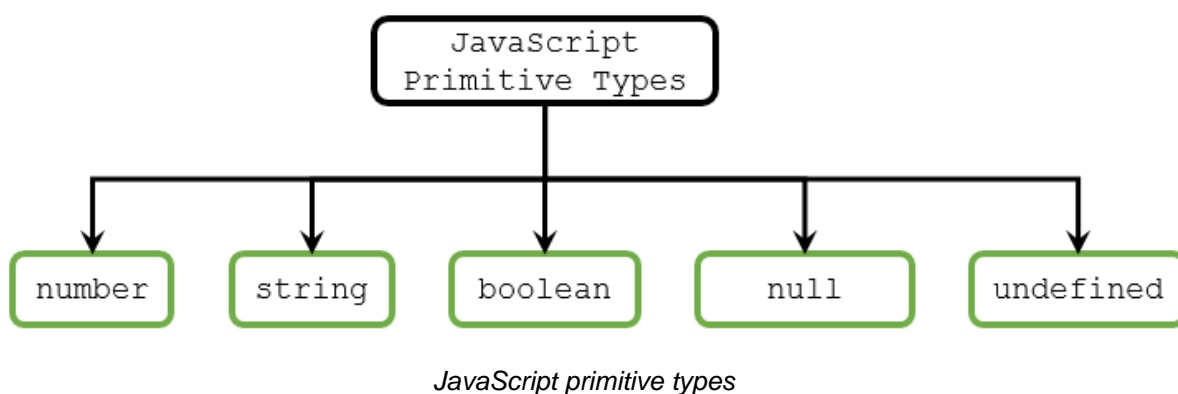 JavaScript
Primitive Types
number string boolean null undefined
JavaScript primitive types